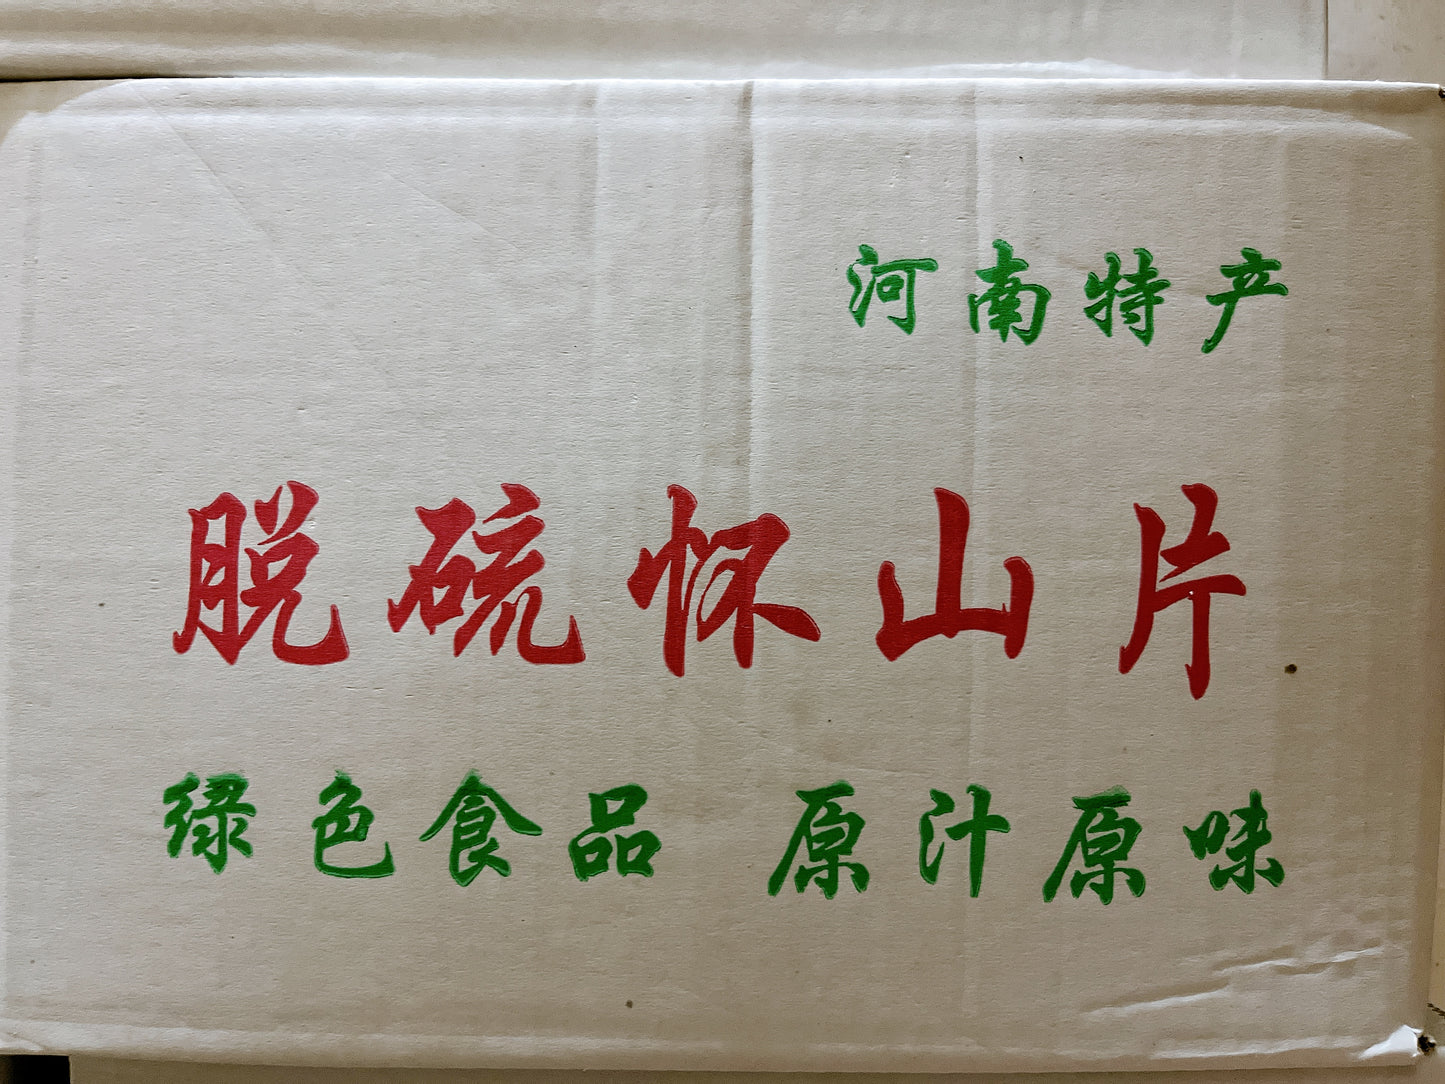 河南特产
脱硫怀山片
绿色食品 原汁原味